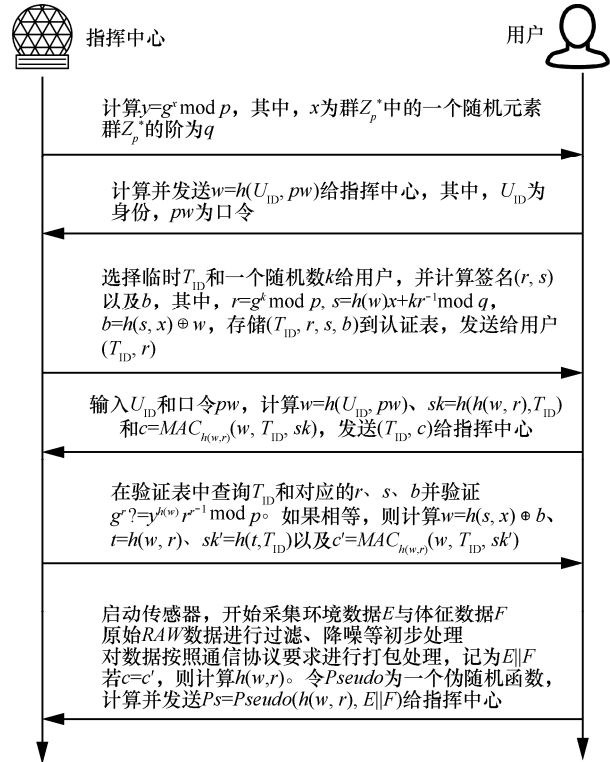 指挥中心
用户
计算y=gˣ mod p，其中，x为群Zₚ*中的一个随机元素
群Zₚ*的阶为q
计算并发送w=h(U_ID, pw)给指挥中心，其中，U_ID为
身份，pw为口令
选择临时T_ID和一个随机数k给用户，并计算签名(r, s)
以及b，其中，r=gᵏ mod p, s=h(w)x+kr⁻¹ mod q，
b=h(s, x)⊕w，存储(T_ID, r, s, b)到认证表，发送给用户
(T_ID, r)
输入U_ID和口令pw，计算w=h(U_ID, pw)、sk=h(h(w, r),T_ID)
和c=MAC_h(w,r)(w, T_ID, sk)，发送(T_ID, c)给指挥中心
在验证表中查询T_ID和对应的r、s、b并验证
gʳ?=y^h(w) r^r⁻¹ mod p。如果相等，则计算w=h(s, x)⊕b、
t=h(w, r)、sk′=h(t,T_ID)以及c′=MAC_h(w,r)(w, T_ID, sk′)
启动传感器，开始采集环境数据E与体征数据F
原始RAW数据进行过滤、降噪等初步处理
对数据按照通信协议要求进行打包处理，记为E||F
若c=c′，则计算h(w,r)。令Pseudo为一个伪随机函数，
计算并发送Ps=Pseudo(h(w, r), E||F)给指挥中心